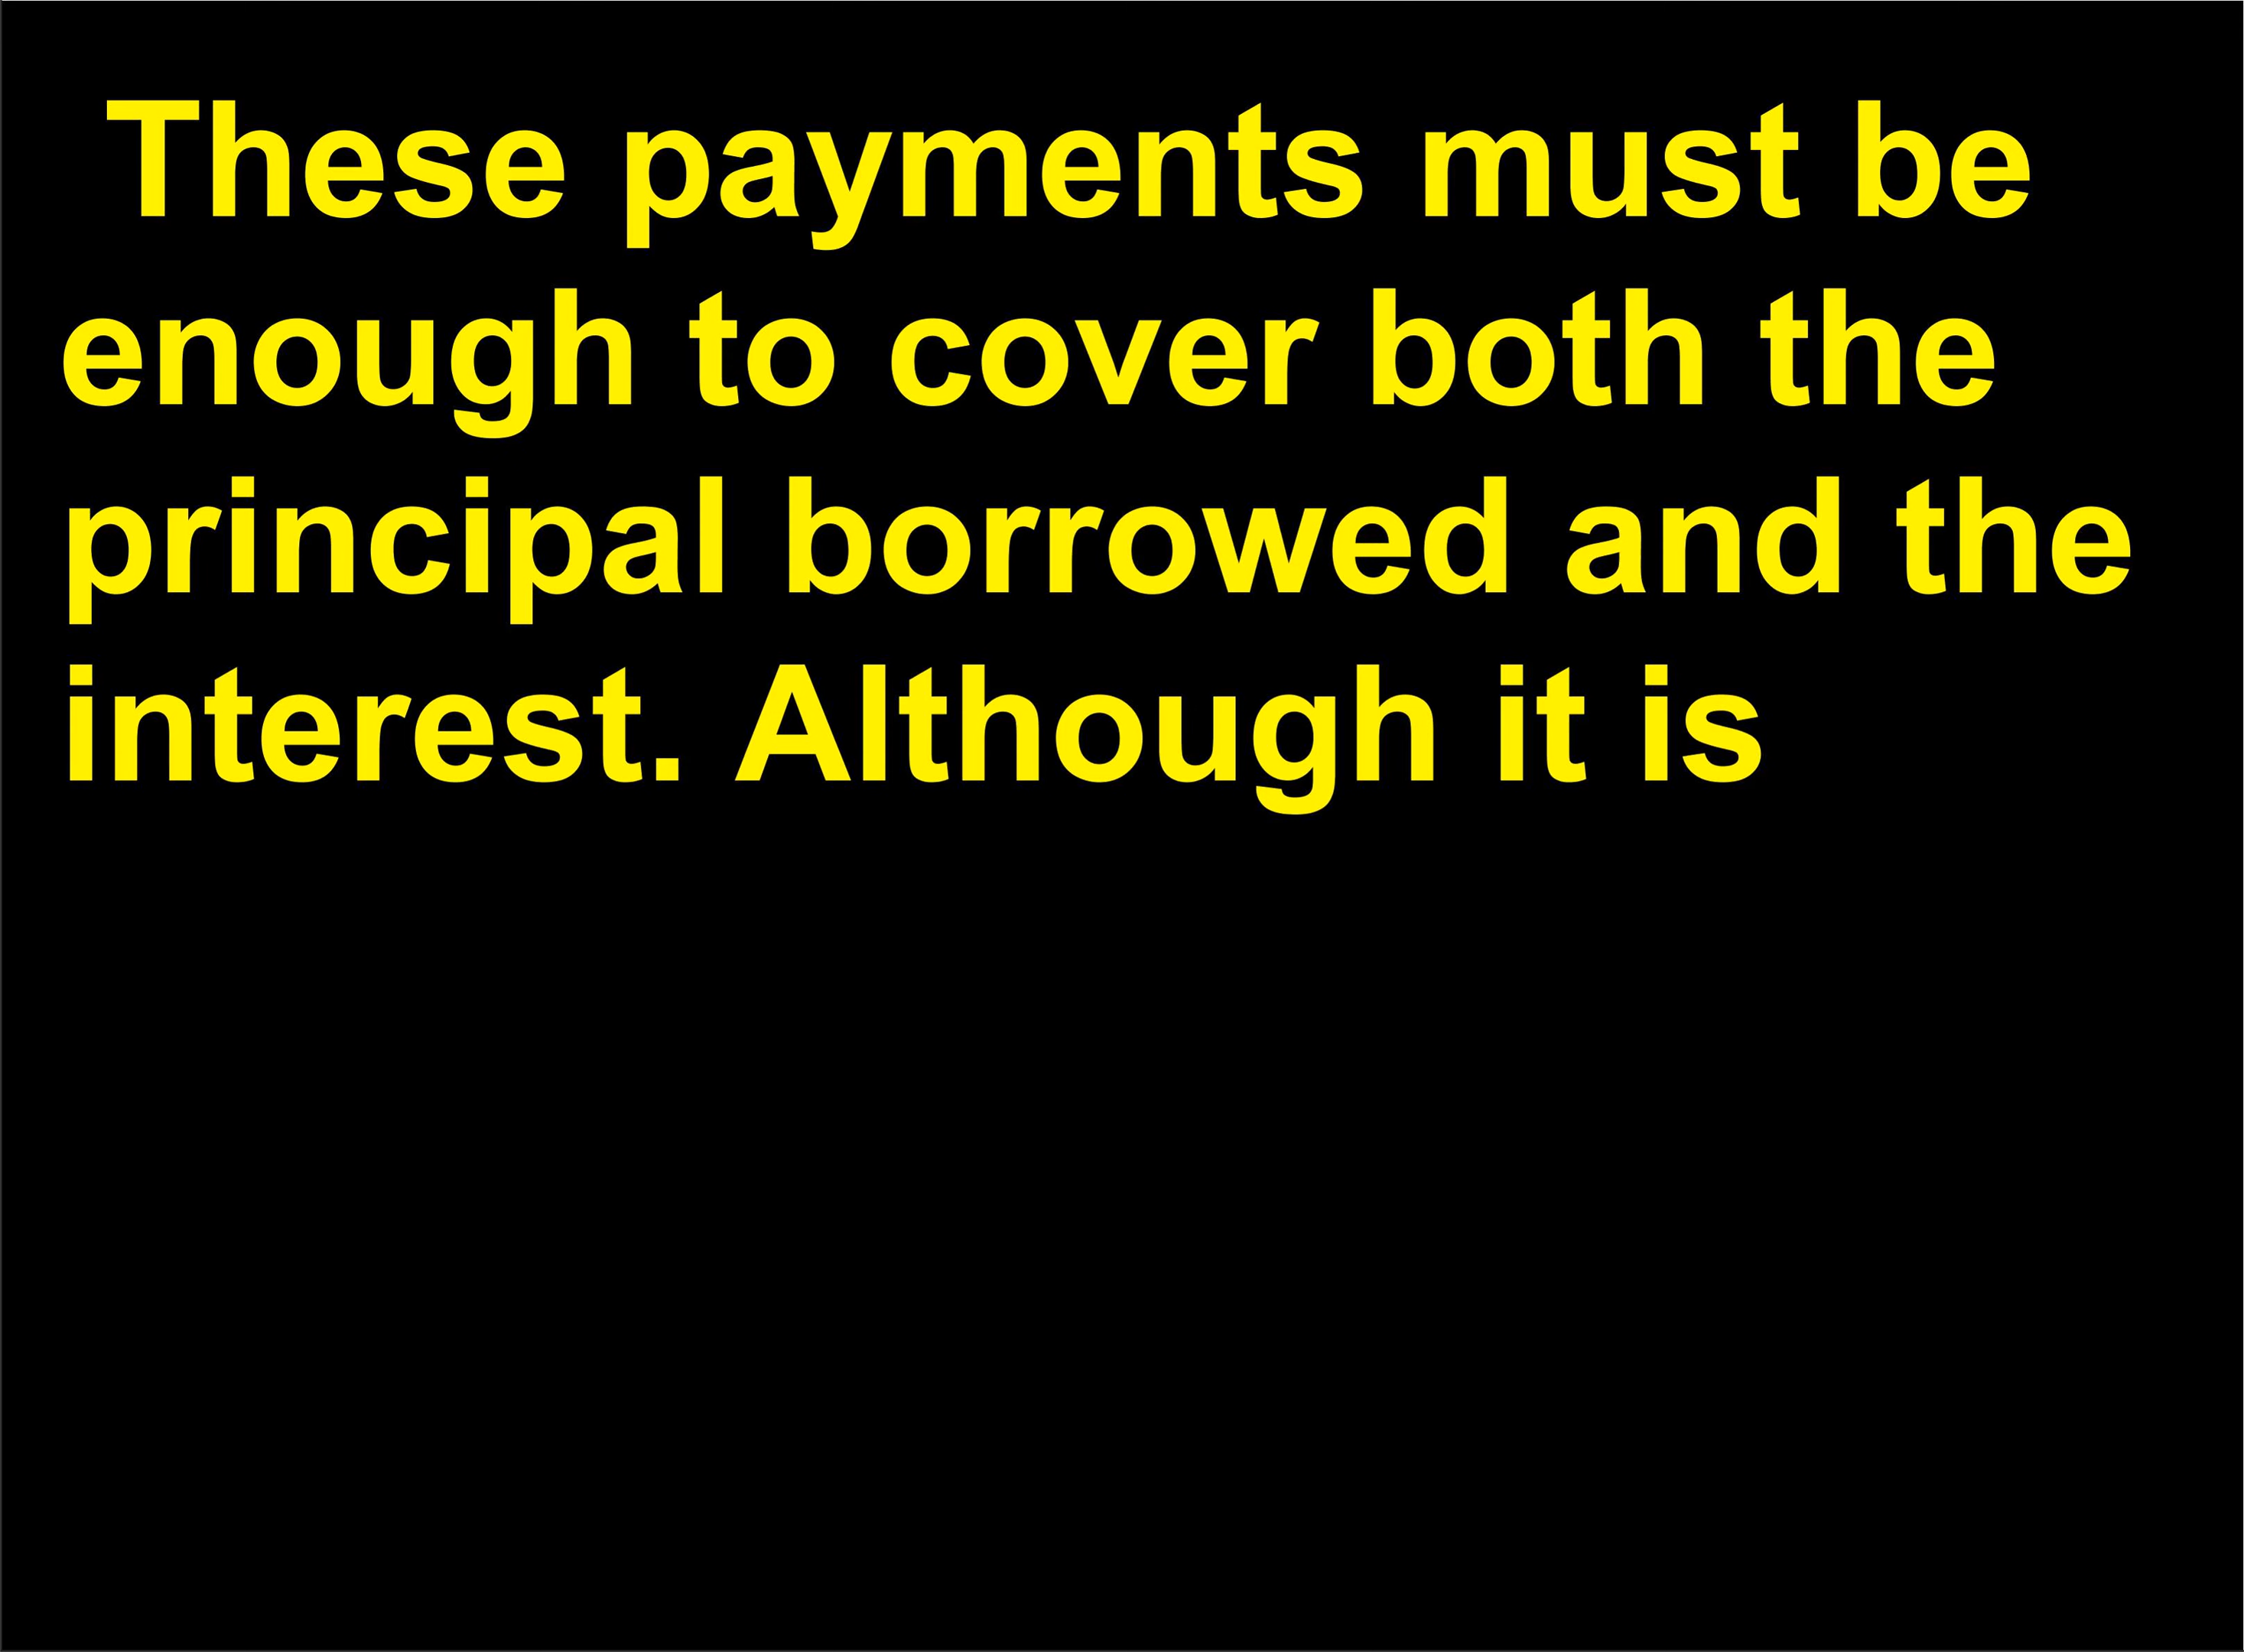 These payments must be
enough to cover both the
principal borrowed and the
interest. Although it is